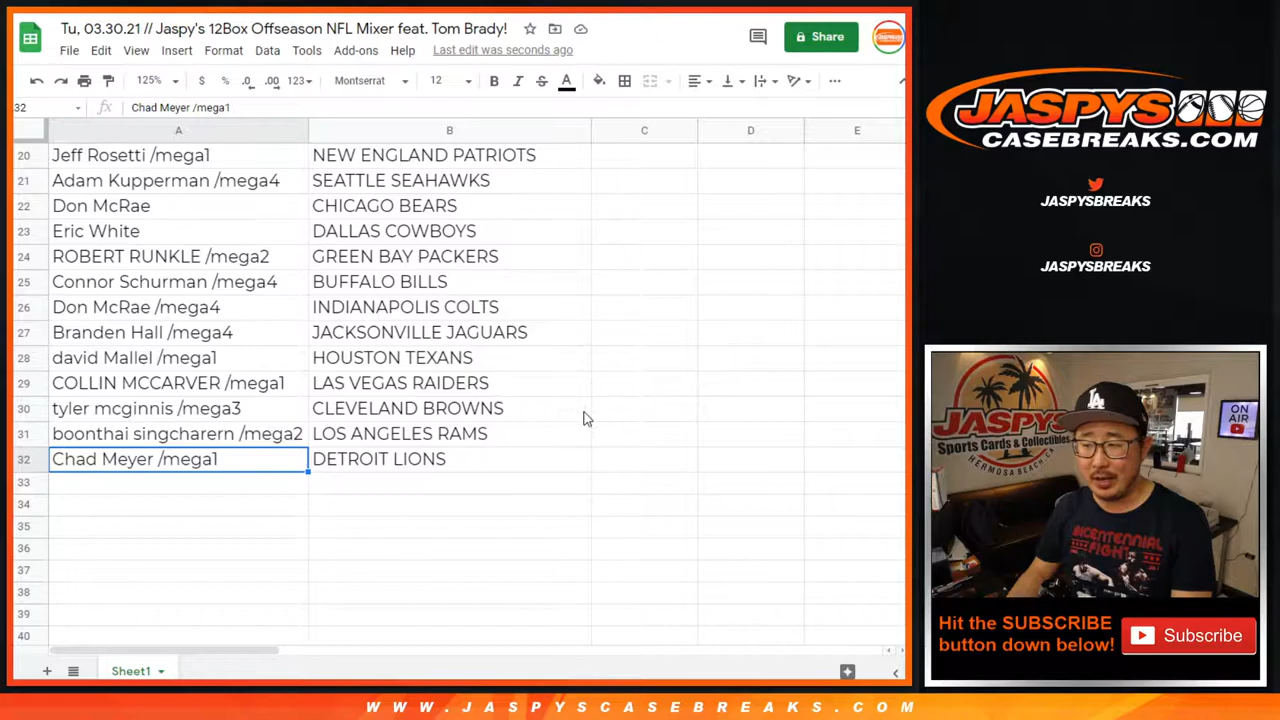 Tu, 03.30.21 // Jaspy's 12Box Offseason NFL Mixer feat. Tom Brady!
File Edit View Insert Format Data Tools Add-ons Help Last edit was seconds ago
Share
125% $ % .0 .00 123 Montserrat 12 B I S A
32 fx Chad Meyer /mega1
A B C D E
20 Jeff Rosetti /mega1 NEW ENGLAND PATRIOTS
21 Adam Kupperman /mega4 SEATTLE SEAHAWKS
22 Don McRae CHICAGO BEARS
23 Eric White DALLAS COWBOYS
24 ROBERT RUNKLE /mega2 GREEN BAY PACKERS
25 Connor Schurman /mega4 BUFFALO BILLS
26 Don McRae /mega4 INDIANAPOLIS COLTS
27 Branden Hall /mega4 JACKSONVILLE JAGUARS
28 david Mallel /mega1 HOUSTON TEXANS
29 COLLIN MCCARVER /mega1 LAS VEGAS RAIDERS
30 tyler mcginnis /mega3 CLEVELAND BROWNS
31 boonthai singcharern /mega2 LOS ANGELES RAMS
32 Chad Meyer /mega1 DETROIT LIONS
33
34
35
36
37
38
39
40
Sheet1
JASPYS
CASEBREAKS.COM
JASPYSBREAKS
JASPYSBREAKS
JASPYS
Sports Cards & Collectibles
HERMOSA BEACH, CA
LA
ON AIR
BICENTENNIAL
FIGHT
Hit the SUBSCRIBE
button down below!
Subscribe
WWW.JASPYSCASEBREAKS.COM